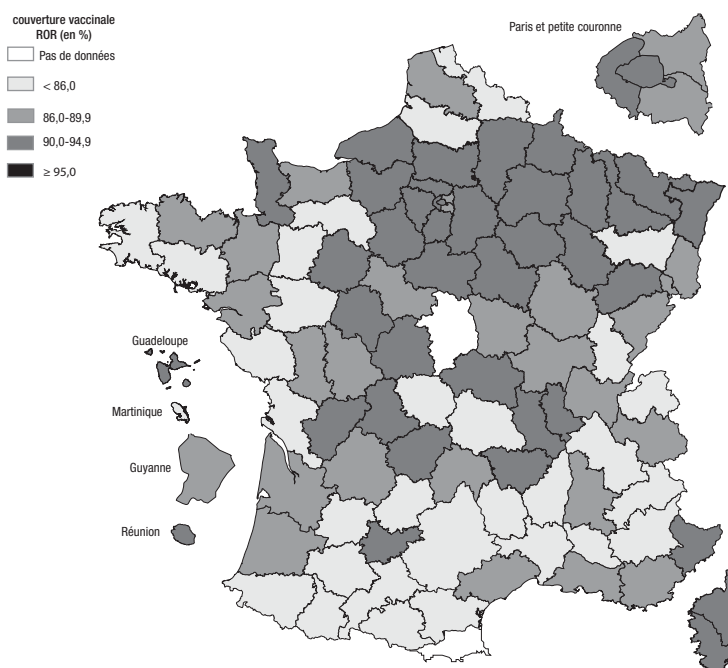 couverture vaccinale
ROR (en %)
Pas de données
< 86,0
86,0-89,9
90,0-94,9
≥ 95,0
Paris et petite couronne
Guadeloupe
Martinique
Guyanne
Réunion